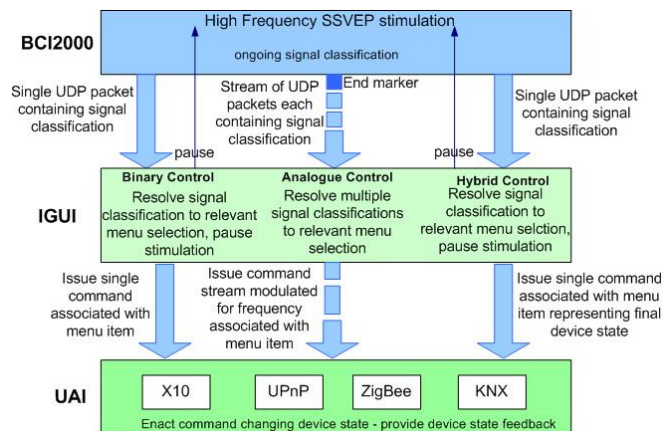 BCI2000
High Frequency SSVEP stimulation
ongoing signal classification
Single UDP packet
containing signal
classification
Stream of UDP
packets each
containing signal
classification
End marker
Single UDP packet
containing signal
classification
pause
pause
IGUI
Binary Control
Resolve signal
classification to relevant
menu selection, pause
stimulation
Analogue Control
Resolve multiple
signal classifications
to relevant menu
selection
Hybrid Control
Resolve signal
classification to
relevant menu selction,
pause stimulation
Issue single
command
associated with
menu item
Issue command
stream modulated
for frequency
associated with
menu item
Issue single command
associated with menu
item representing final
device state
UAI
X10
UPnP
ZigBee
KNX
Enact command changing device state - provide device state feedback